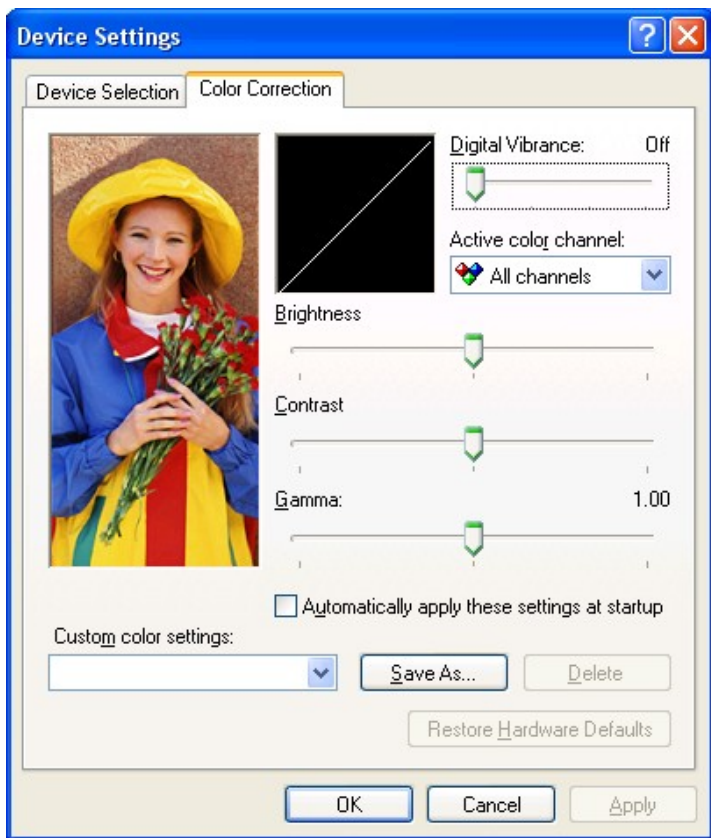 Device Settings
Device Selection
Color Correction
Digital Vibrance: Off
Active color channel:
All channels
Brightness
Contrast
Gamma: 1.00
Automatically apply these settings at startup
Custom color settings:
Save As...
Delete
Restore Hardware Defaults
OK
Cancel
Apply